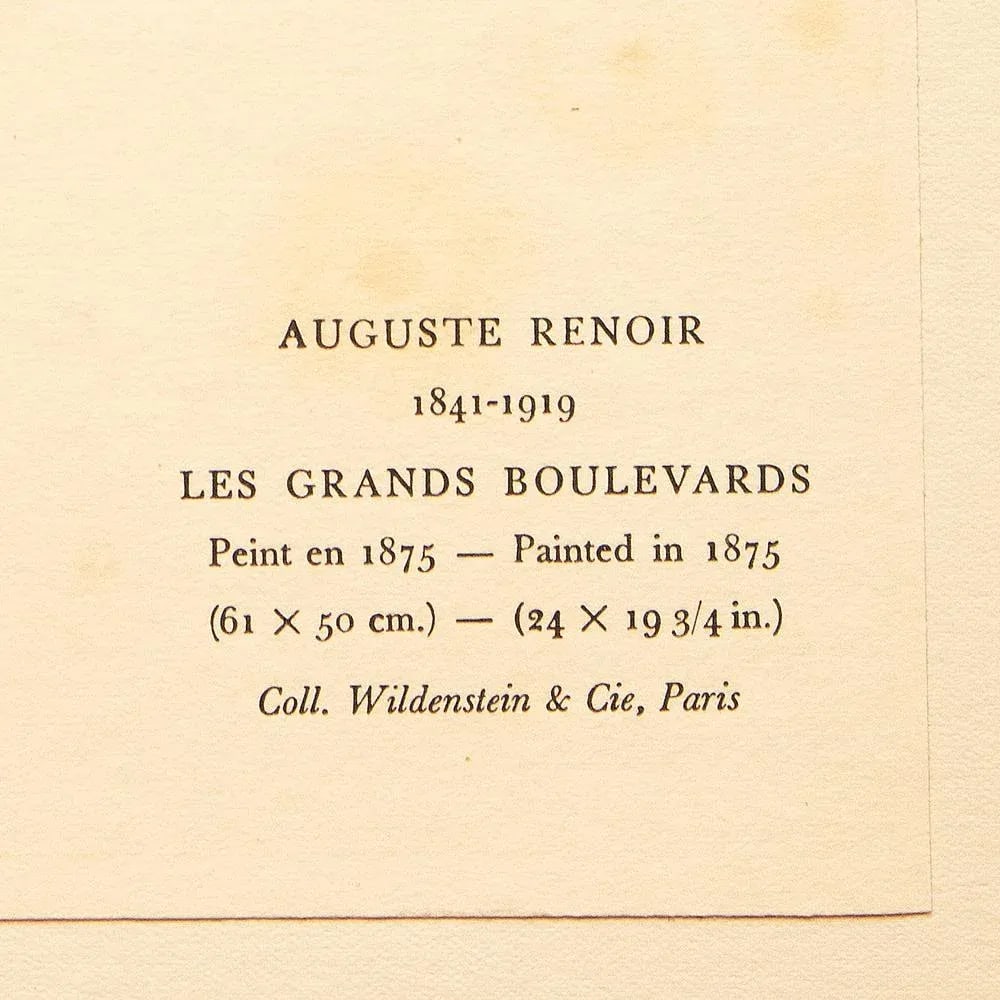 AUGUSTE RENOIR
1841-1919
LES GRANDS BOULEVARDS
Peint en 1875 — Painted in 1875
(61 × 50 cm.) — (24 × 19 3/4 in.)
Coll. Wildenstein & Cie, Paris